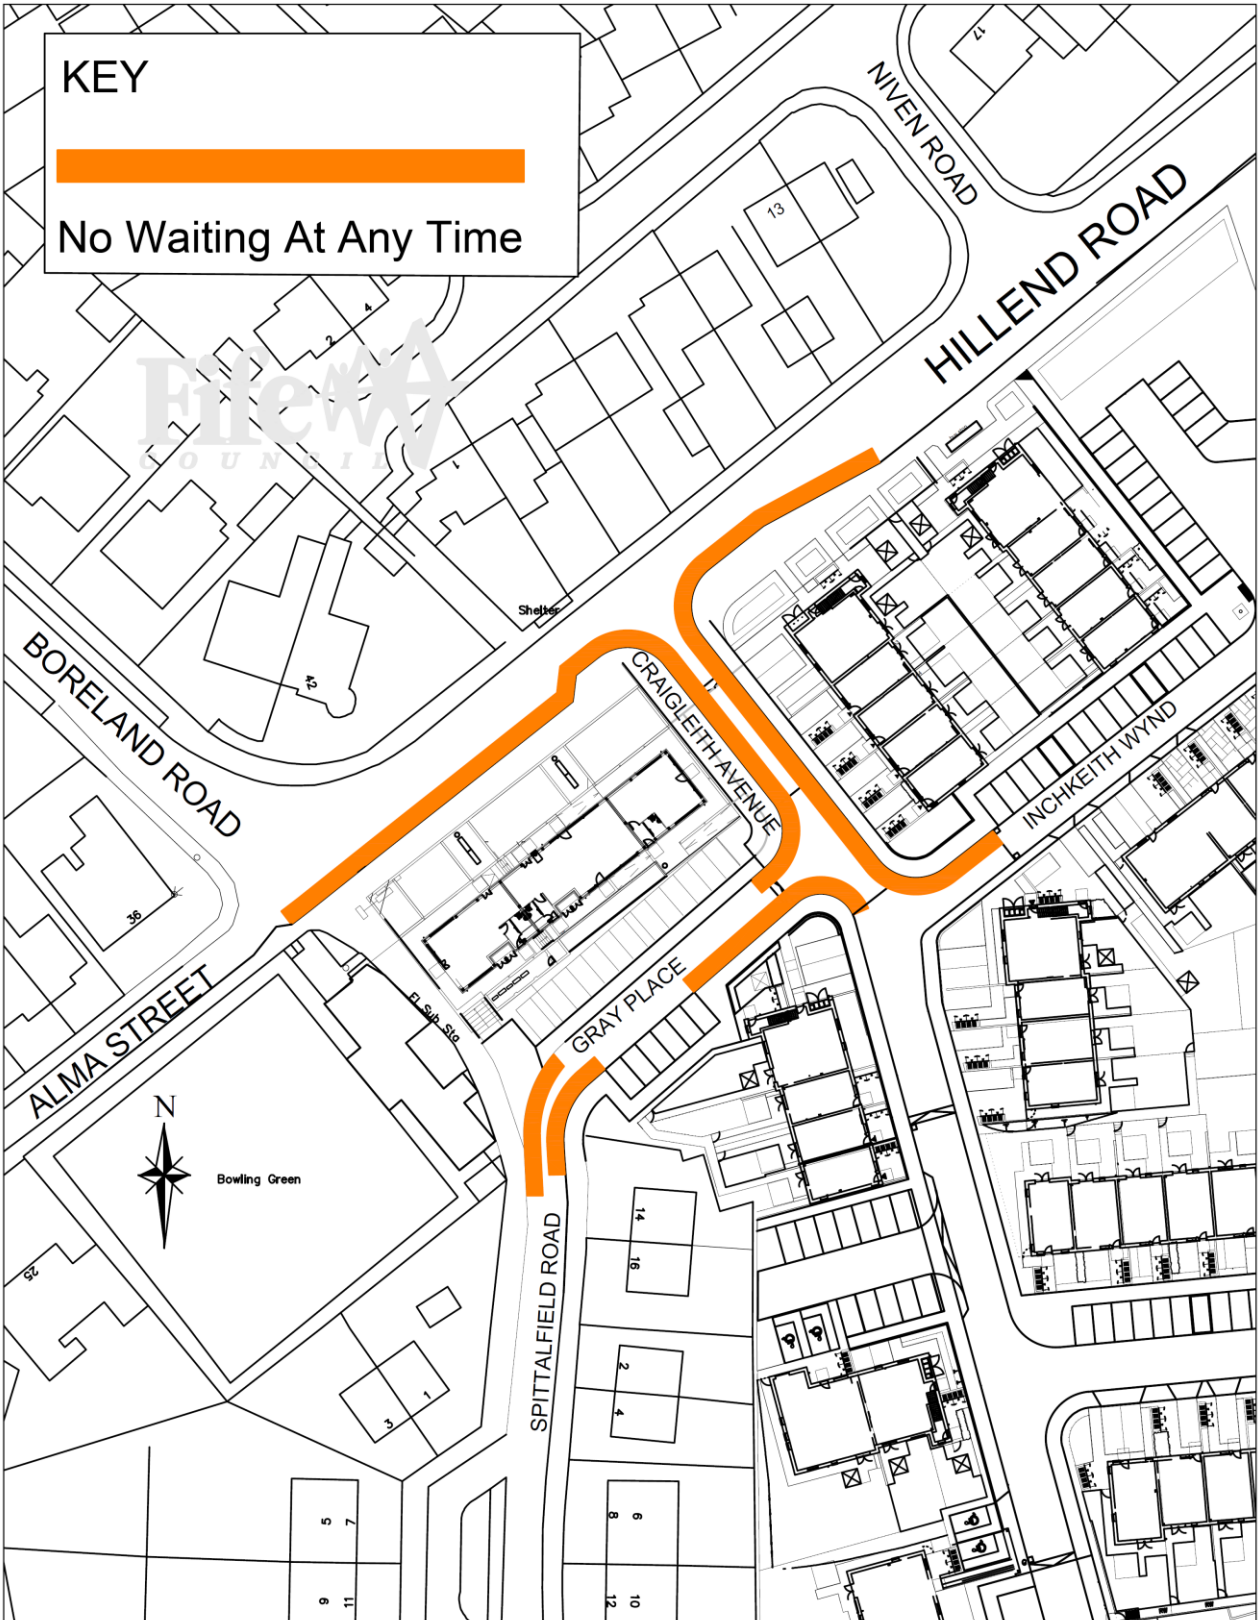 KEY
No Waiting At Any Time
17
NIVEN ROAD
13
HILLEND ROAD
4
2
Fife
COUNCIL
1
Shelter
BORELAND ROAD
42
CRAIGLEITH AVENUE
INCHKEITH WYND
36
ALMA STREET
El Sub Sta
GRAY PLACE
N
Bowling Green
14
16
25
SPITTALFIELD ROAD
2
4
1
3
5
7
8
6
9
11
12
10